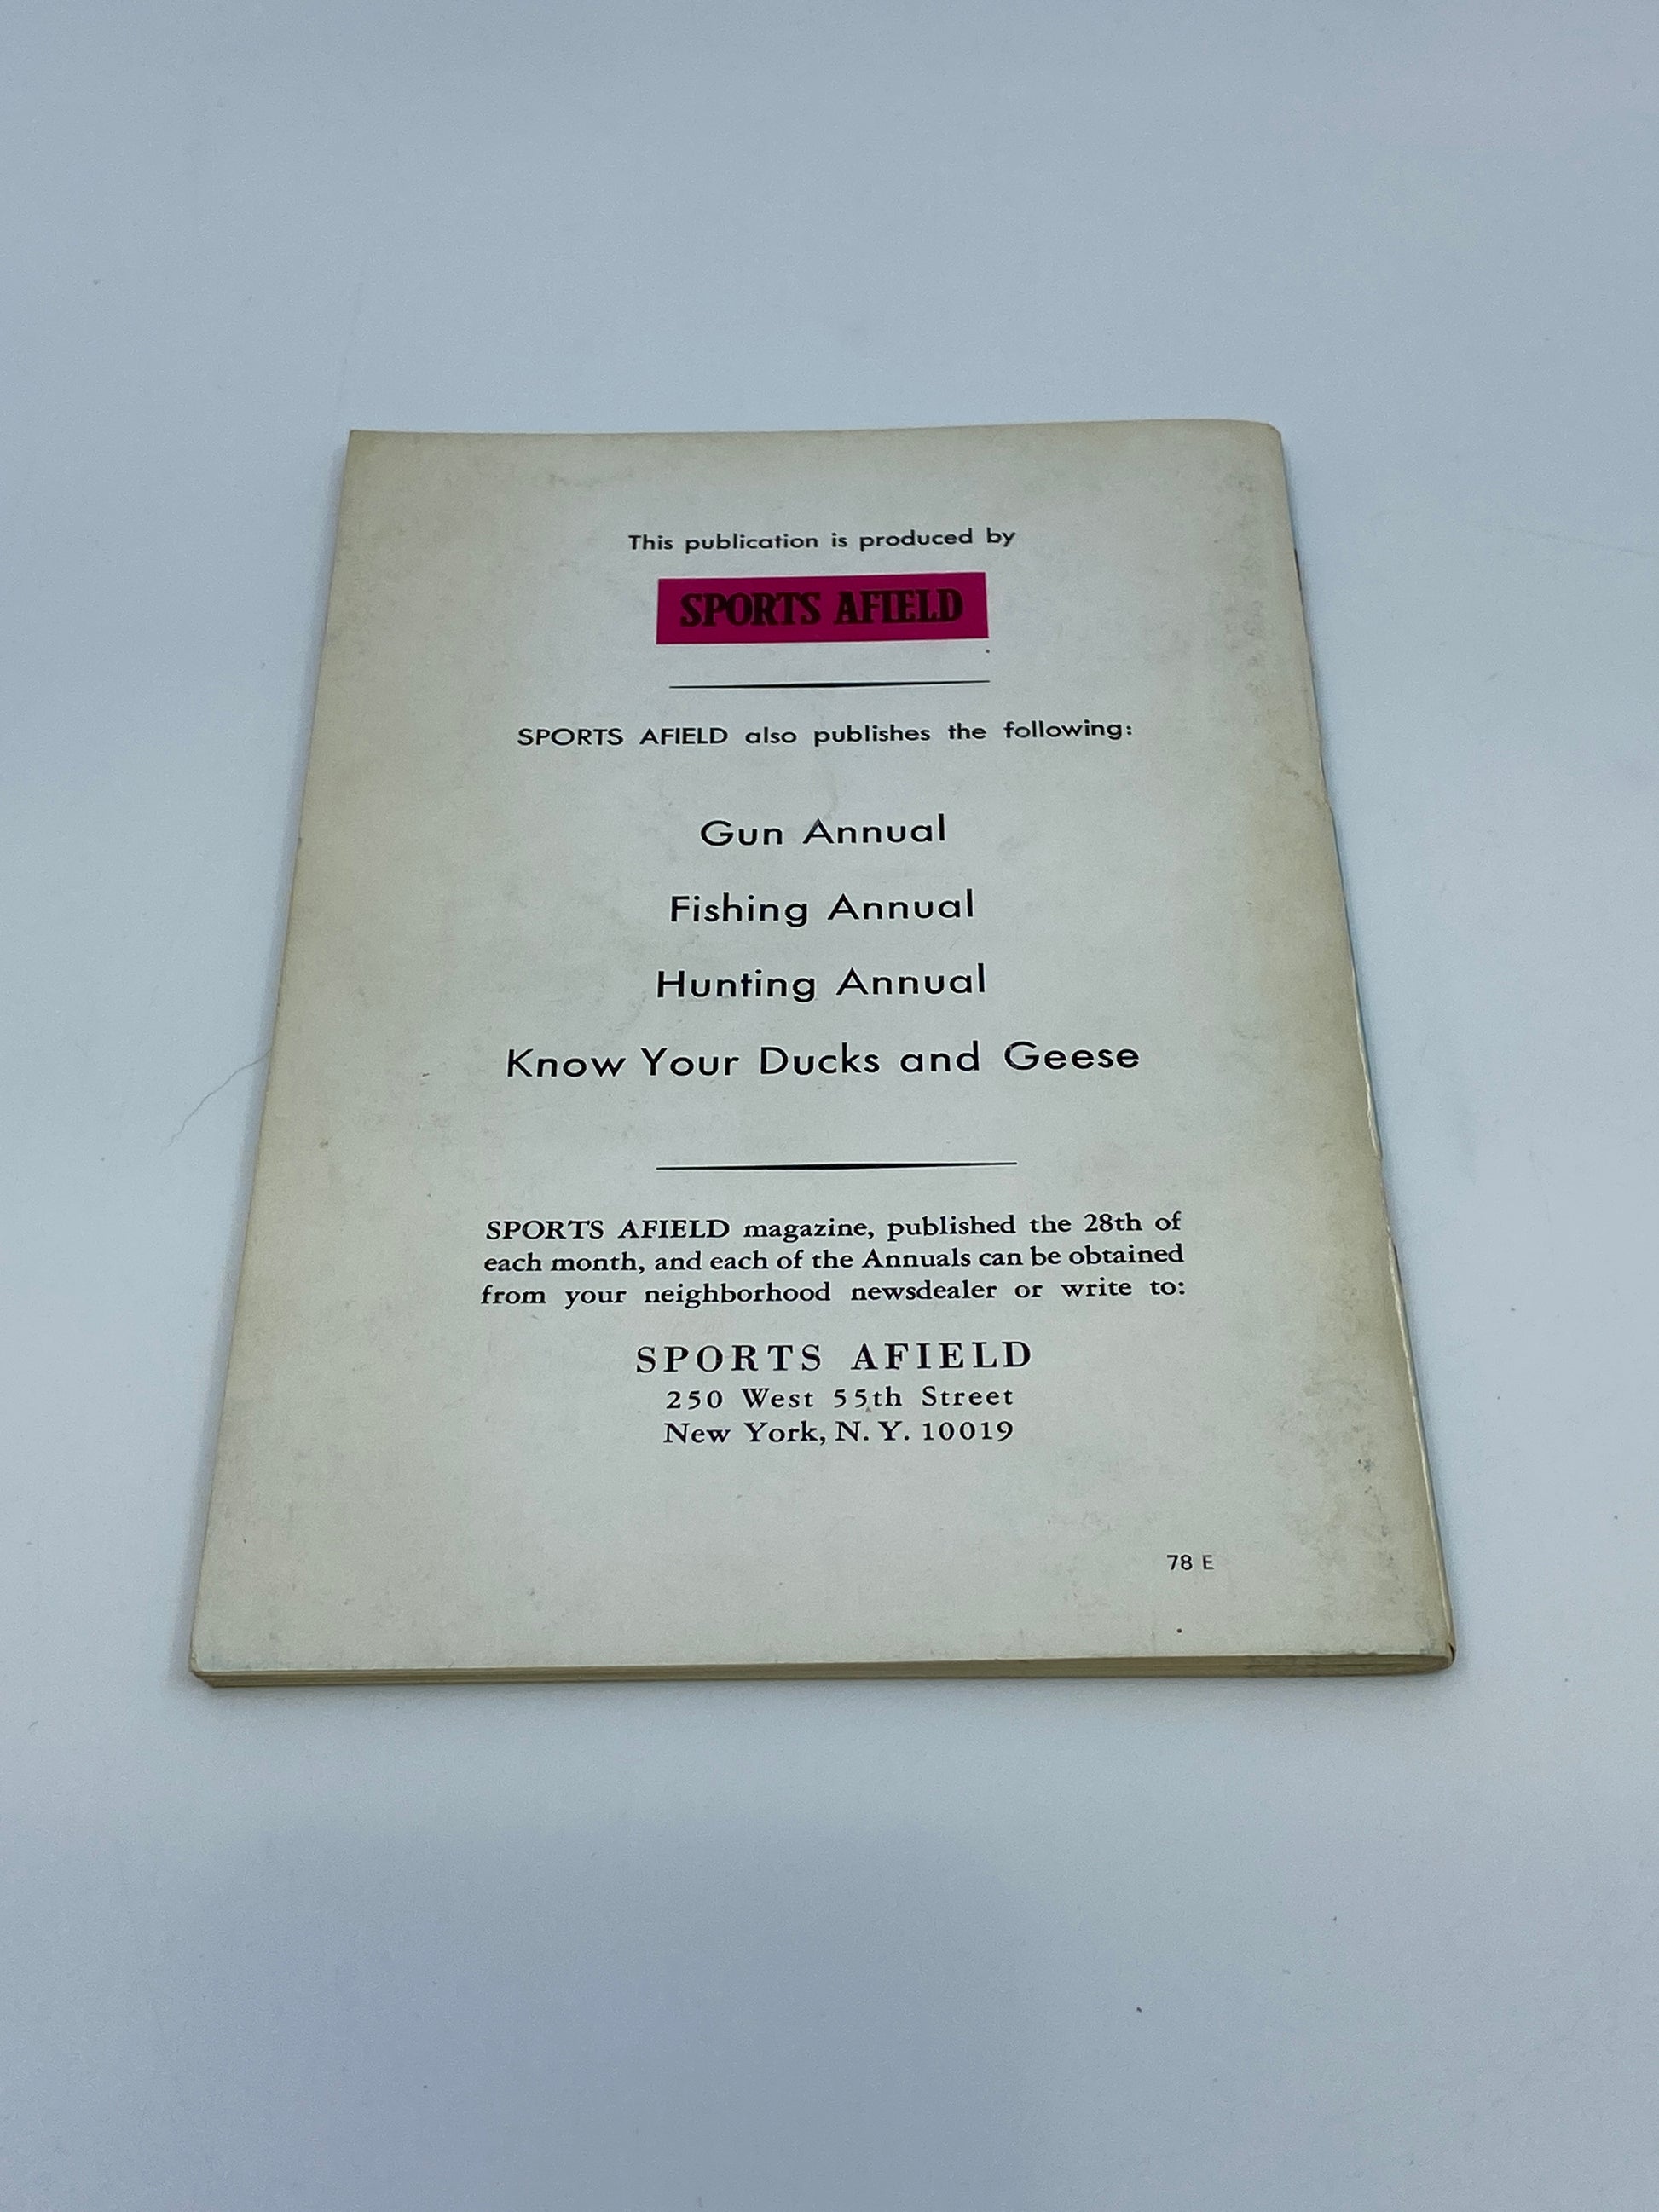 This publication is produced by
SPORTS AFIELD
SPORTS AFIELD also publishes the following:
Gun Annual
Fishing Annual
Hunting Annual
Know Your Ducks and Geese
SPORTS AFIELD magazine, published the 28th of
each month, and each of the Annuals can be obtained
from your neighborhood newsdealer or write to:
SPORTS AFIELD
250 West 55th Street
New York, N. Y. 10019
78 E